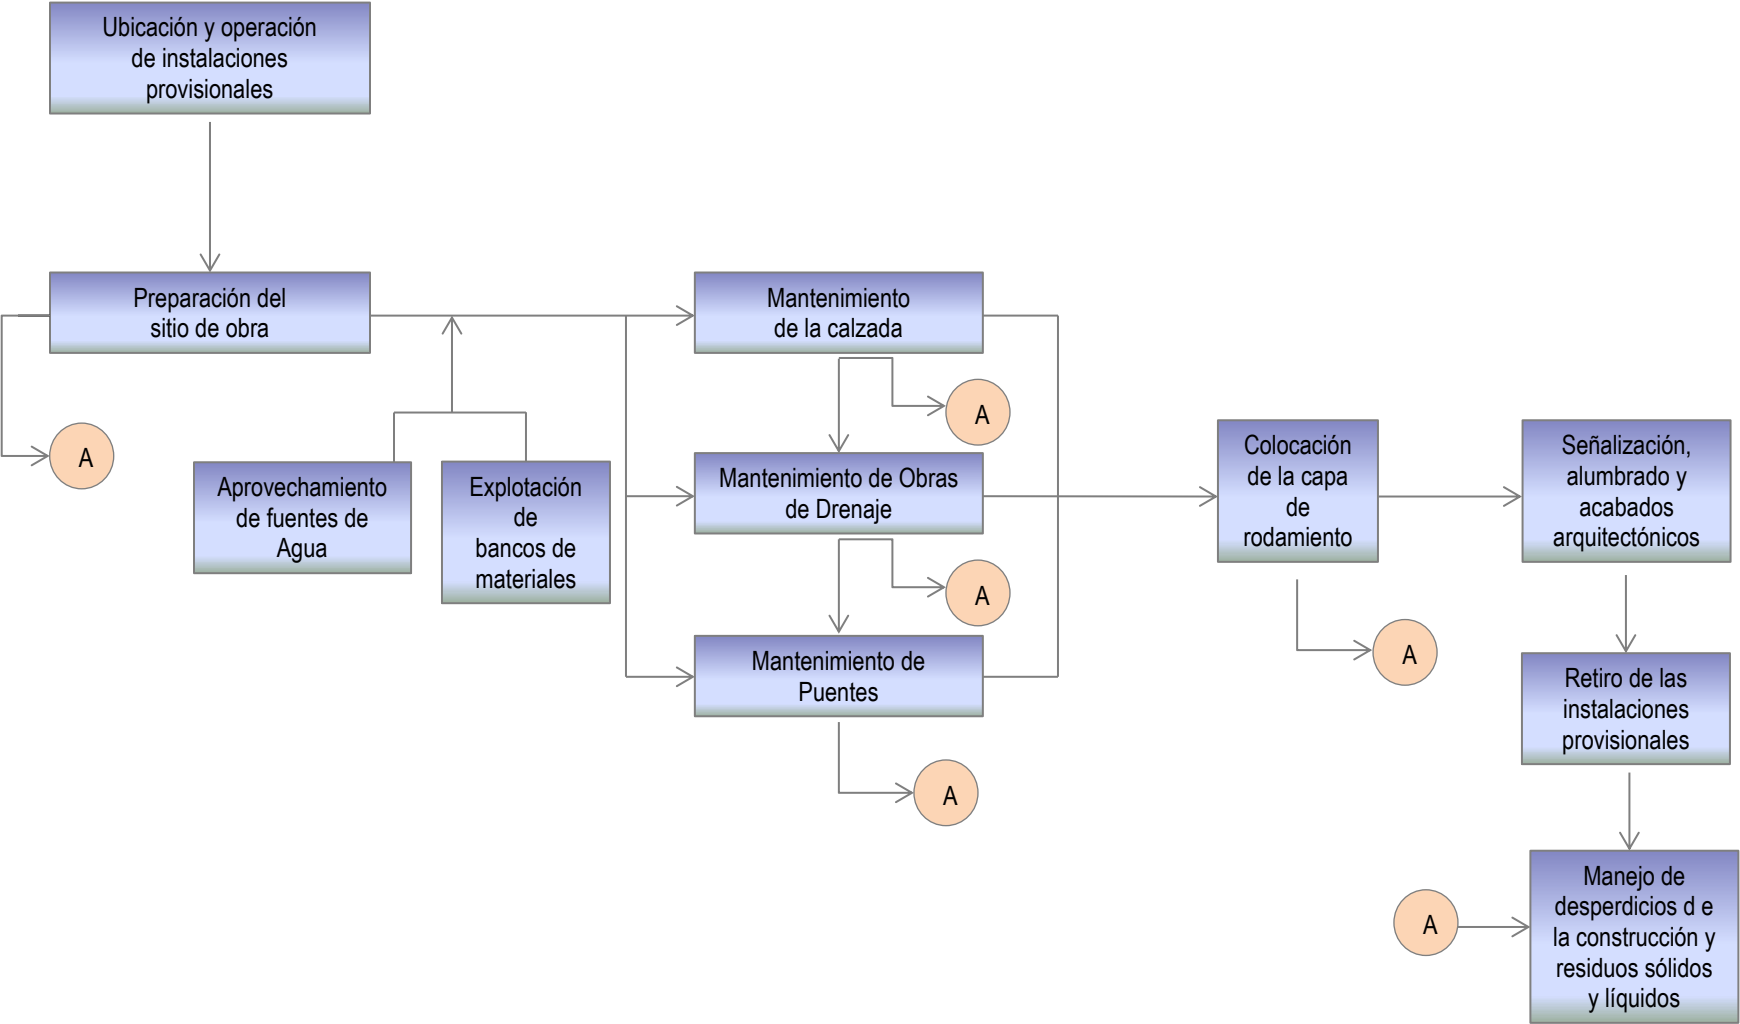 Ubicación y operación
de instalaciones
provisionales
Preparación del
sitio de obra
A
Aprovechamiento
de fuentes de
Agua
Explotación
de
bancos de
materiales
Mantenimiento
de la calzada
A
Mantenimiento de Obras
de Drenaje
A
Mantenimiento de
Puentes
A
Colocación
de la capa
de
rodamiento
A
Señalización,
alumbrado y
acabados
arquitectónicos
Retiro de las
instalaciones
provisionales
A
Manejo de
desperdicios d e
la construcción y
residuos sólidos
y líquidos